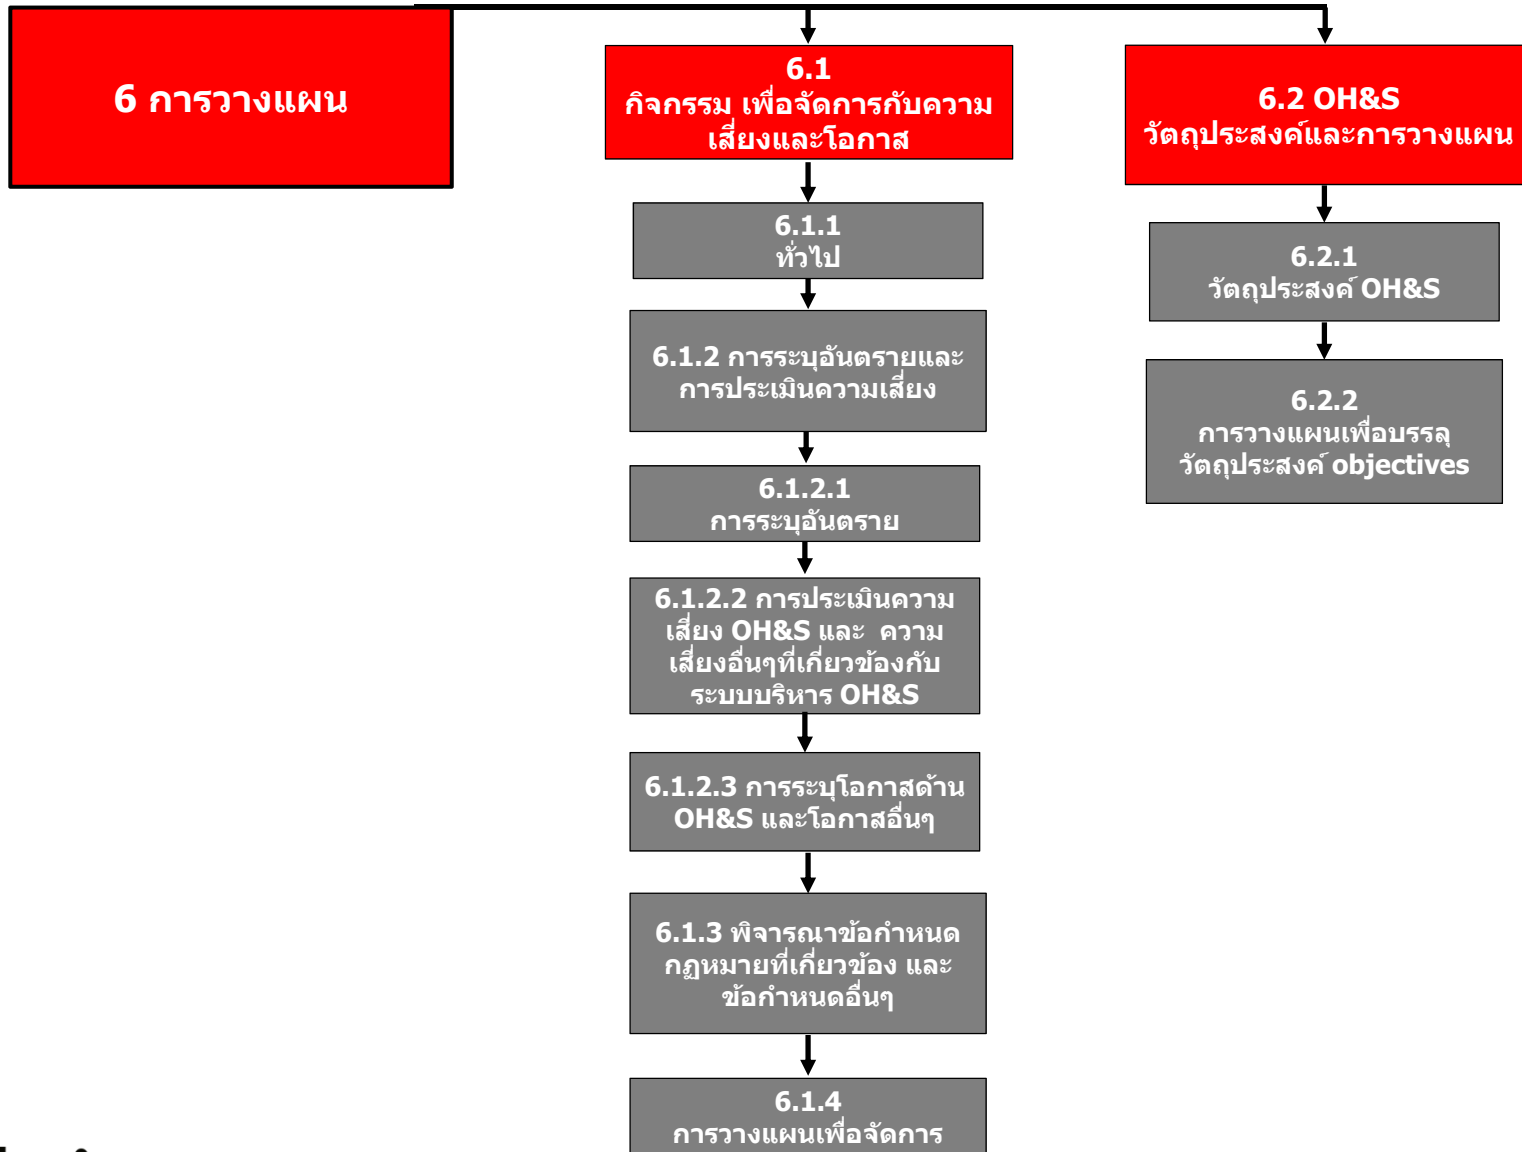 6 การวางแผน
6.1
กิจกรรม เพื่อจัดการกับความ
เสี่ยงและโอกาส
6.1.1
ทั่วไป
6.1.2 การระบุอันตรายและ
การประเมินความเสี่ยง
6.1.2.1
การระบุอันตราย
6.1.2.2 การประเมินความ
เสี่ยง OH&S และ ความ
เสี่ยงอื่นๆที่เกี่ยวข้องกับ
ระบบบริหาร OH&S
6.1.2.3 การระบุโอกาสด้าน
OH&S และโอกาสอื่นๆ
6.1.3 พิจารณาข้อกำหนด
กฎหมายที่เกี่ยวข้อง และ
ข้อกำหนดอื่นๆ
6.1.4
การวางแผนเพื่อจัดการ
6.2 OH&S
วัตถุประสงค์และการวางแผน
6.2.1
วัตถุประสงค์ OH&S
6.2.2
การวางแผนเพื่อบรรลุ
วัตถุประสงค์ objectives